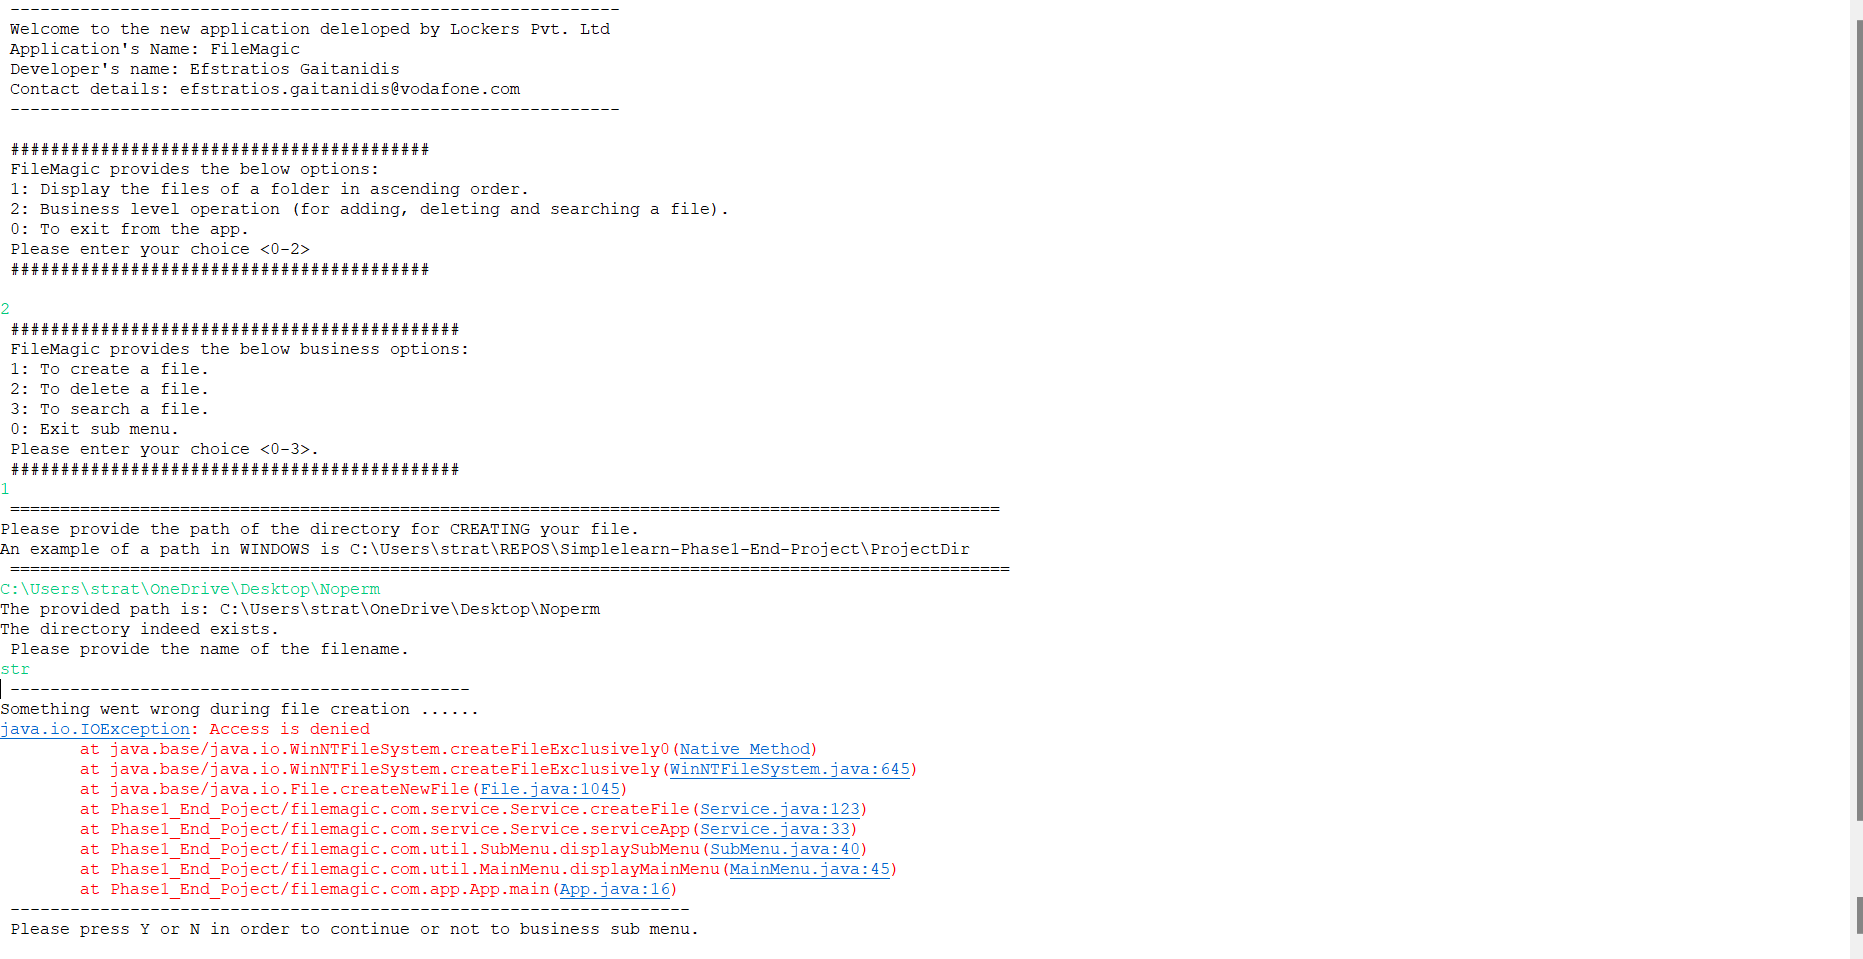 -------------------------------------------------------------
Welcome to the new application deleloped by Lockers Pvt. Ltd
Application's Name: FileMagic
Developer's name: Efstratios Gaitanidis
Contact details: efstratios.gaitanidis@vodafone.com
-------------------------------------------------------------
##########################################
FileMagic provides the below options:
1: Display the files of a folder in ascending order.
2: Business level operation (for adding, deleting and searching a file).
0: To exit from the app.
Please enter your choice <0-2>
##########################################
2
#############################################
FileMagic provides the below business options:
1: To create a file.
2: To delete a file.
3: To search a file.
0: Exit sub menu.
Please enter your choice <0-3>.
#############################################
1
===================================================================================================
Please provide the path of the directory for CREATING your file.
An example of a path in WINDOWS is C:\Users\strat\REPOS\Simplelearn-Phase1-End-Project\ProjectDir
====================================================================================================
C:\Users\strat\OneDrive\Desktop\Noperm
The provided path is: C:\Users\strat\OneDrive\Desktop\Noperm
The directory indeed exists.
Please provide the name of the filename.
str
----------------------------------------------
Something went wrong during file creation ......
java.io.IOException: Access is denied
at java.base/java.io.WinNTFileSystem.createFileExclusively0(Native Method)
at java.base/java.io.WinNTFileSystem.createFileExclusively(WinNTFileSystem.java:645)
at java.base/java.io.File.createNewFile(File.java:1045)
at Phase1_End_Poject/filemagic.com.service.Service.createFile(Service.java:123)
at Phase1_End_Poject/filemagic.com.service.Service.serviceApp(Service.java:33)
at Phase1_End_Poject/filemagic.com.util.SubMenu.displaySubMenu(SubMenu.java:40)
at Phase1_End_Poject/filemagic.com.util.MainMenu.displayMainMenu(MainMenu.java:45)
at Phase1_End_Poject/filemagic.com.app.App.main(App.java:16)
--------------------------------------------------------------------
Please press Y or N in order to continue or not to business sub menu.